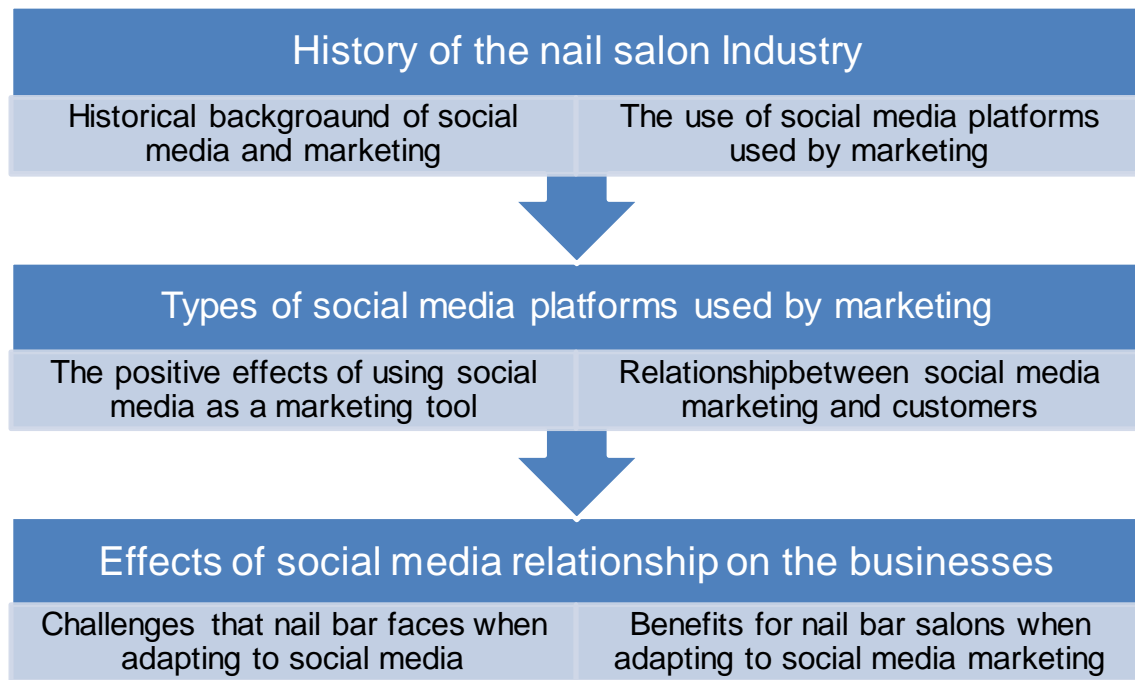 History of the nail salon Industry
Historical backgroaund of social
media and marketing
The use of social media platforms
used by marketing
Types of social media platforms used by marketing
The positive effects of using social
media as a marketing tool
Relationshipbetween social media
marketing and customers
Effects of social media relationship on the businesses
Challenges that nail bar faces when
adapting to social media
Benefits for nail bar salons when
adapting to social media marketing